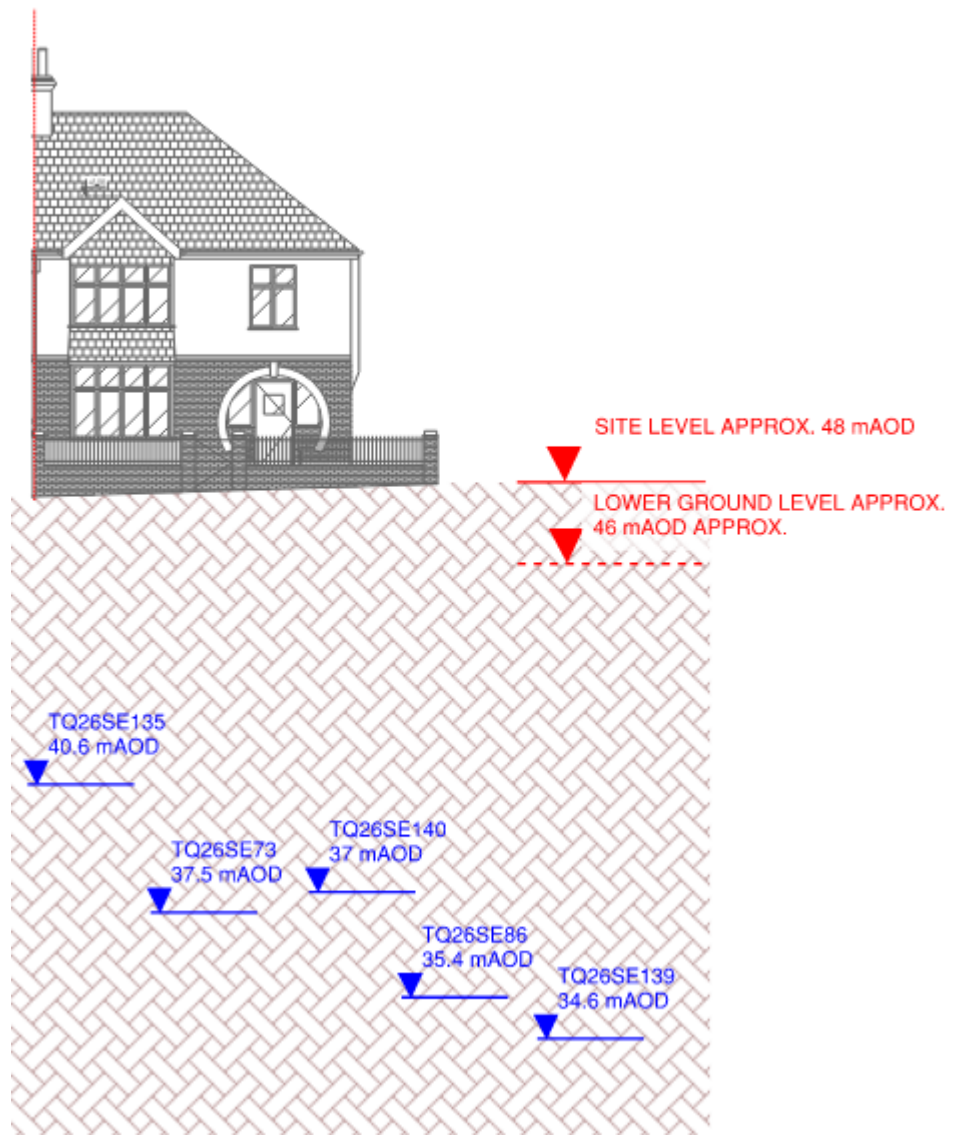 SITE LEVEL APPROX. 48 mAOD
LOWER GROUND LEVEL APPROX.
46 mAOD APPROX.
TQ26SE135
40.6 mAOD
TQ26SE73
37.5 mAOD
TQ26SE140
37 mAOD
TQ26SE86
35.4 mAOD
TQ26SE139
34.6 mAOD